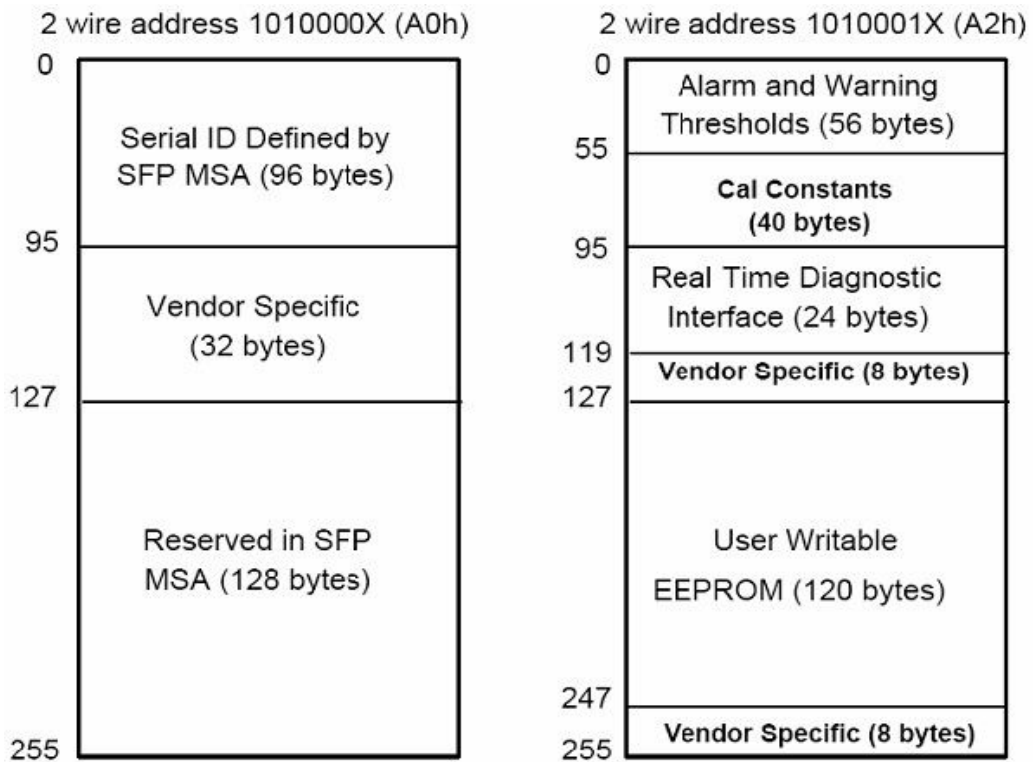 2 wire address 1010000X (A0h)
0
Serial ID Defined by
SFP MSA (96 bytes)
95
Vendor Specific
(32 bytes)
127
Reserved in SFP
MSA (128 bytes)
255
2 wire address 1010001X (A2h)
0
Alarm and Warning
Thresholds (56 bytes)
55
Cal Constants
(40 bytes)
95
Real Time Diagnostic
Interface (24 bytes)
119
Vendor Specific (8 bytes)
127
User Writable
EEPROM (120 bytes)
247
Vendor Specific (8 bytes)
255